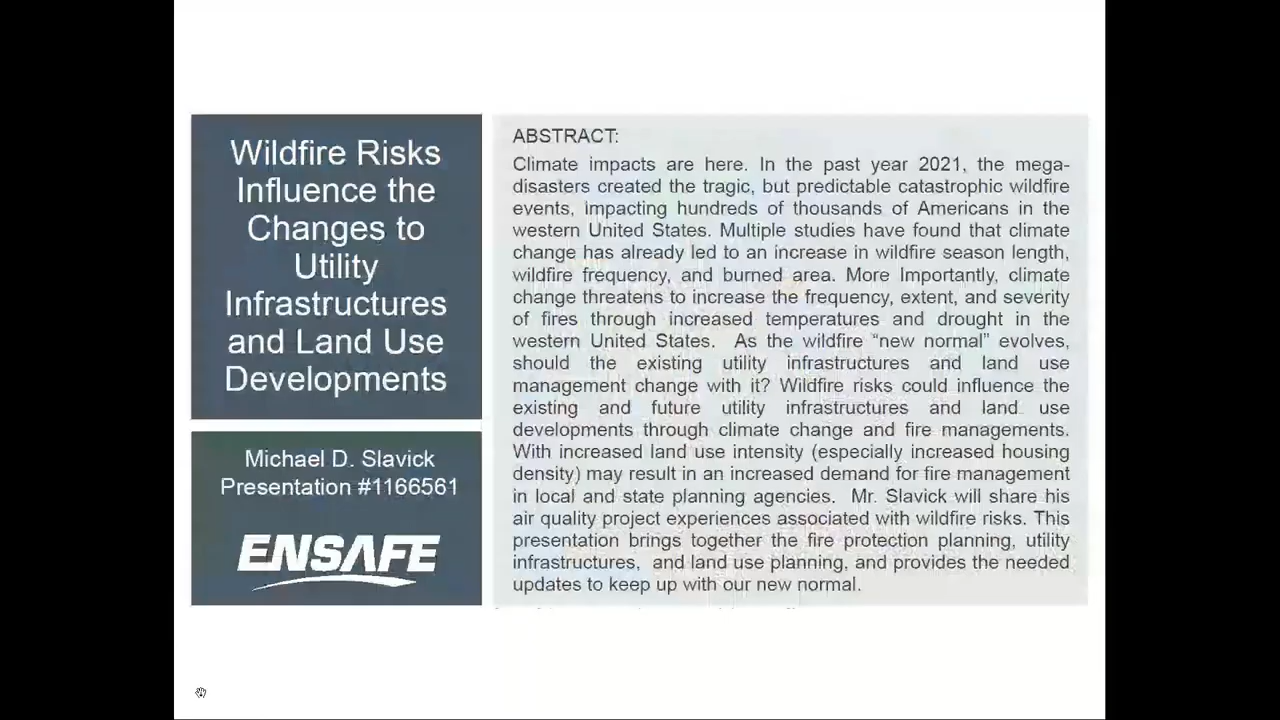 Wildfire Risks
Influence the
Changes to
Utility
Infrastructures
and Land Use
Developments
Michael D. Slavick
Presentation #1166561
ENSAFE
ABSTRACT:
Climate impacts are here. In the past year 2021, the mega-
disasters created the tragic, but predictable catastrophic wildfire
events, impacting hundreds of thousands of Americans in the
western United States. Multiple studies have found that climate
change has already led to an increase in wildfire season length,
wildfire frequency, and burned area. More Importantly, climate
change threatens to increase the frequency, extent, and severity
of fires through increased temperatures and drought in the
western United States. As the wildfire “new normal” evolves,
should the existing utility infrastructures and land use
management change with it? Wildfire risks could influence the
existing and future utility infrastructures and land use
developments through climate change and fire managements.
With increased land use intensity (especially increased housing
density) may result in an increased demand for fire management
in local and state planning agencies. Mr. Slavick will share his
air quality project experiences associated with wildfire risks. This
presentation brings together the fire protection planning, utility
infrastructures, and land use planning, and provides the needed
updates to keep up with our new normal.